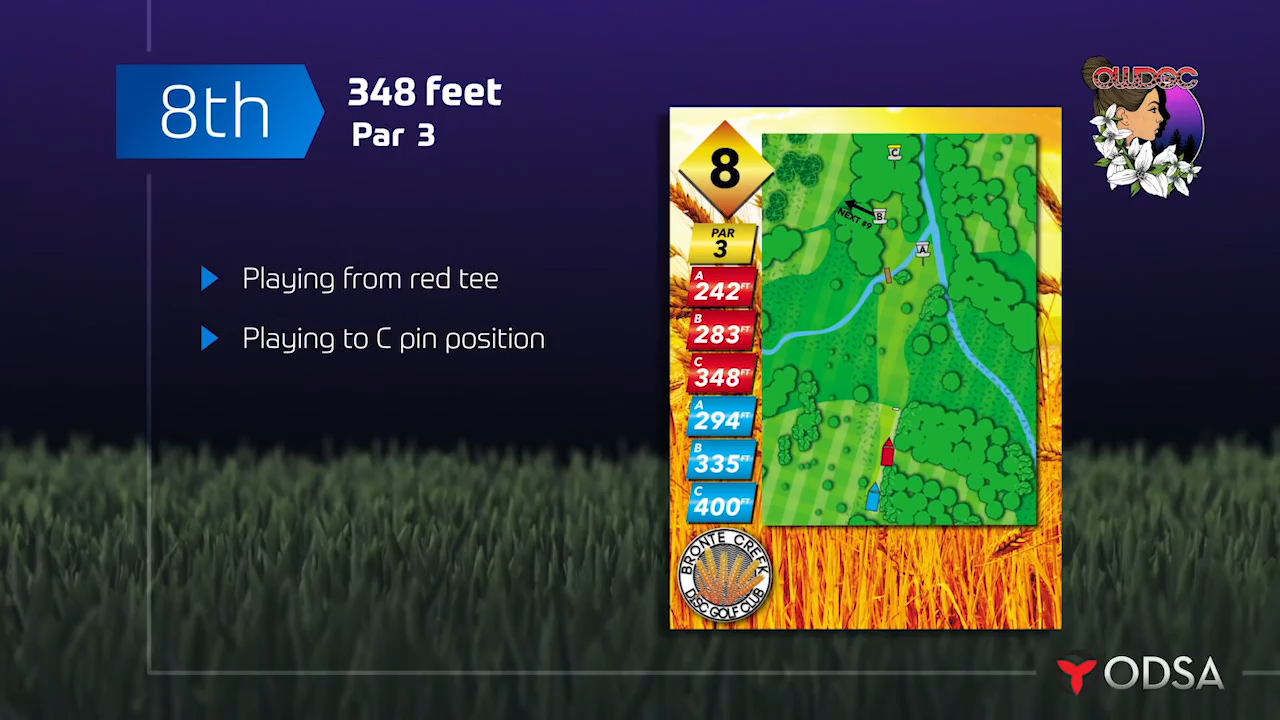 8th
348 feet
Par 3
Playing from red tee
Playing to C pin position
OWDGC
8
PAR
3
A
242FT
B
283FT
C
348FT
A
294FT
B
335FT
C
400FT
C
B
NEXT #9
A
BRONTE CREEK
DISC GOLF CLUB
ODSA